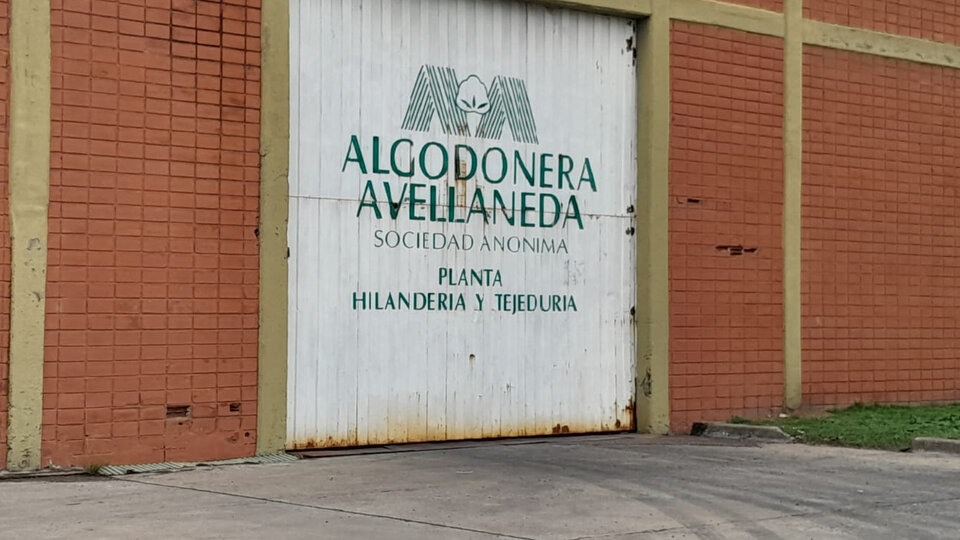 ALGODONERA
AVELLANEDA
SOCIEDAD ANONIMA
PLANTA
HILANDERIA Y TEJEDURIA